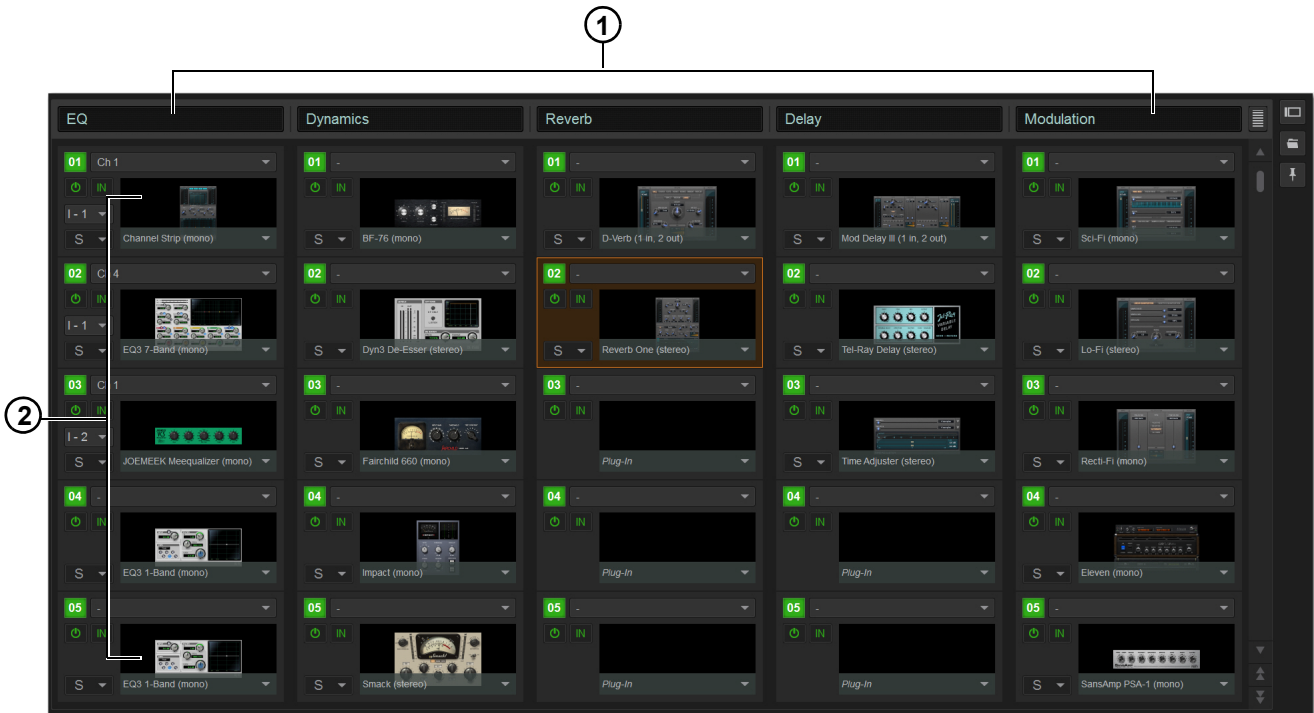 1
EQ Dynamics Reverb Delay Modulation
01 Ch 1 01 - 01 - 01 - 01 -
IN IN IN IN IN
I - 1
S Channel Strip (mono) S BF-76 (mono) S D-Verb (1 in, 2 out) S Mod Delay III (1 in, 2 out) S Sci-Fi (mono)
02 Ch 4 02 - 02 - 02 - 02 -
IN IN IN IN IN
I - 1
S EQ3 7-Band (mono) S Dyn3 De-Esser (stereo) S Reverb One (stereo) S Tel-Ray Delay (stereo) S Lo-Fi (stereo)
03 Ch 1 03 - 03 - 03 - 03 -
2
IN IN IN IN IN
I - 2
S JOEMEEK Meequalizer (mono) S Fairchild 660 (mono) Plug-In S Time Adjuster (stereo) S Recti-Fi (mono)
04 - 04 - 04 - 04 - 04 -
IN IN IN IN IN
S EQ3 1-Band (mono) S Impact (mono) Plug-In Plug-In S Eleven (mono)
05 - 05 - 05 - 05 - 05 -
IN IN IN IN IN
S EQ3 1-Band (mono) S Smack (stereo) Plug-In Plug-In S SansAmp PSA-1 (mono)